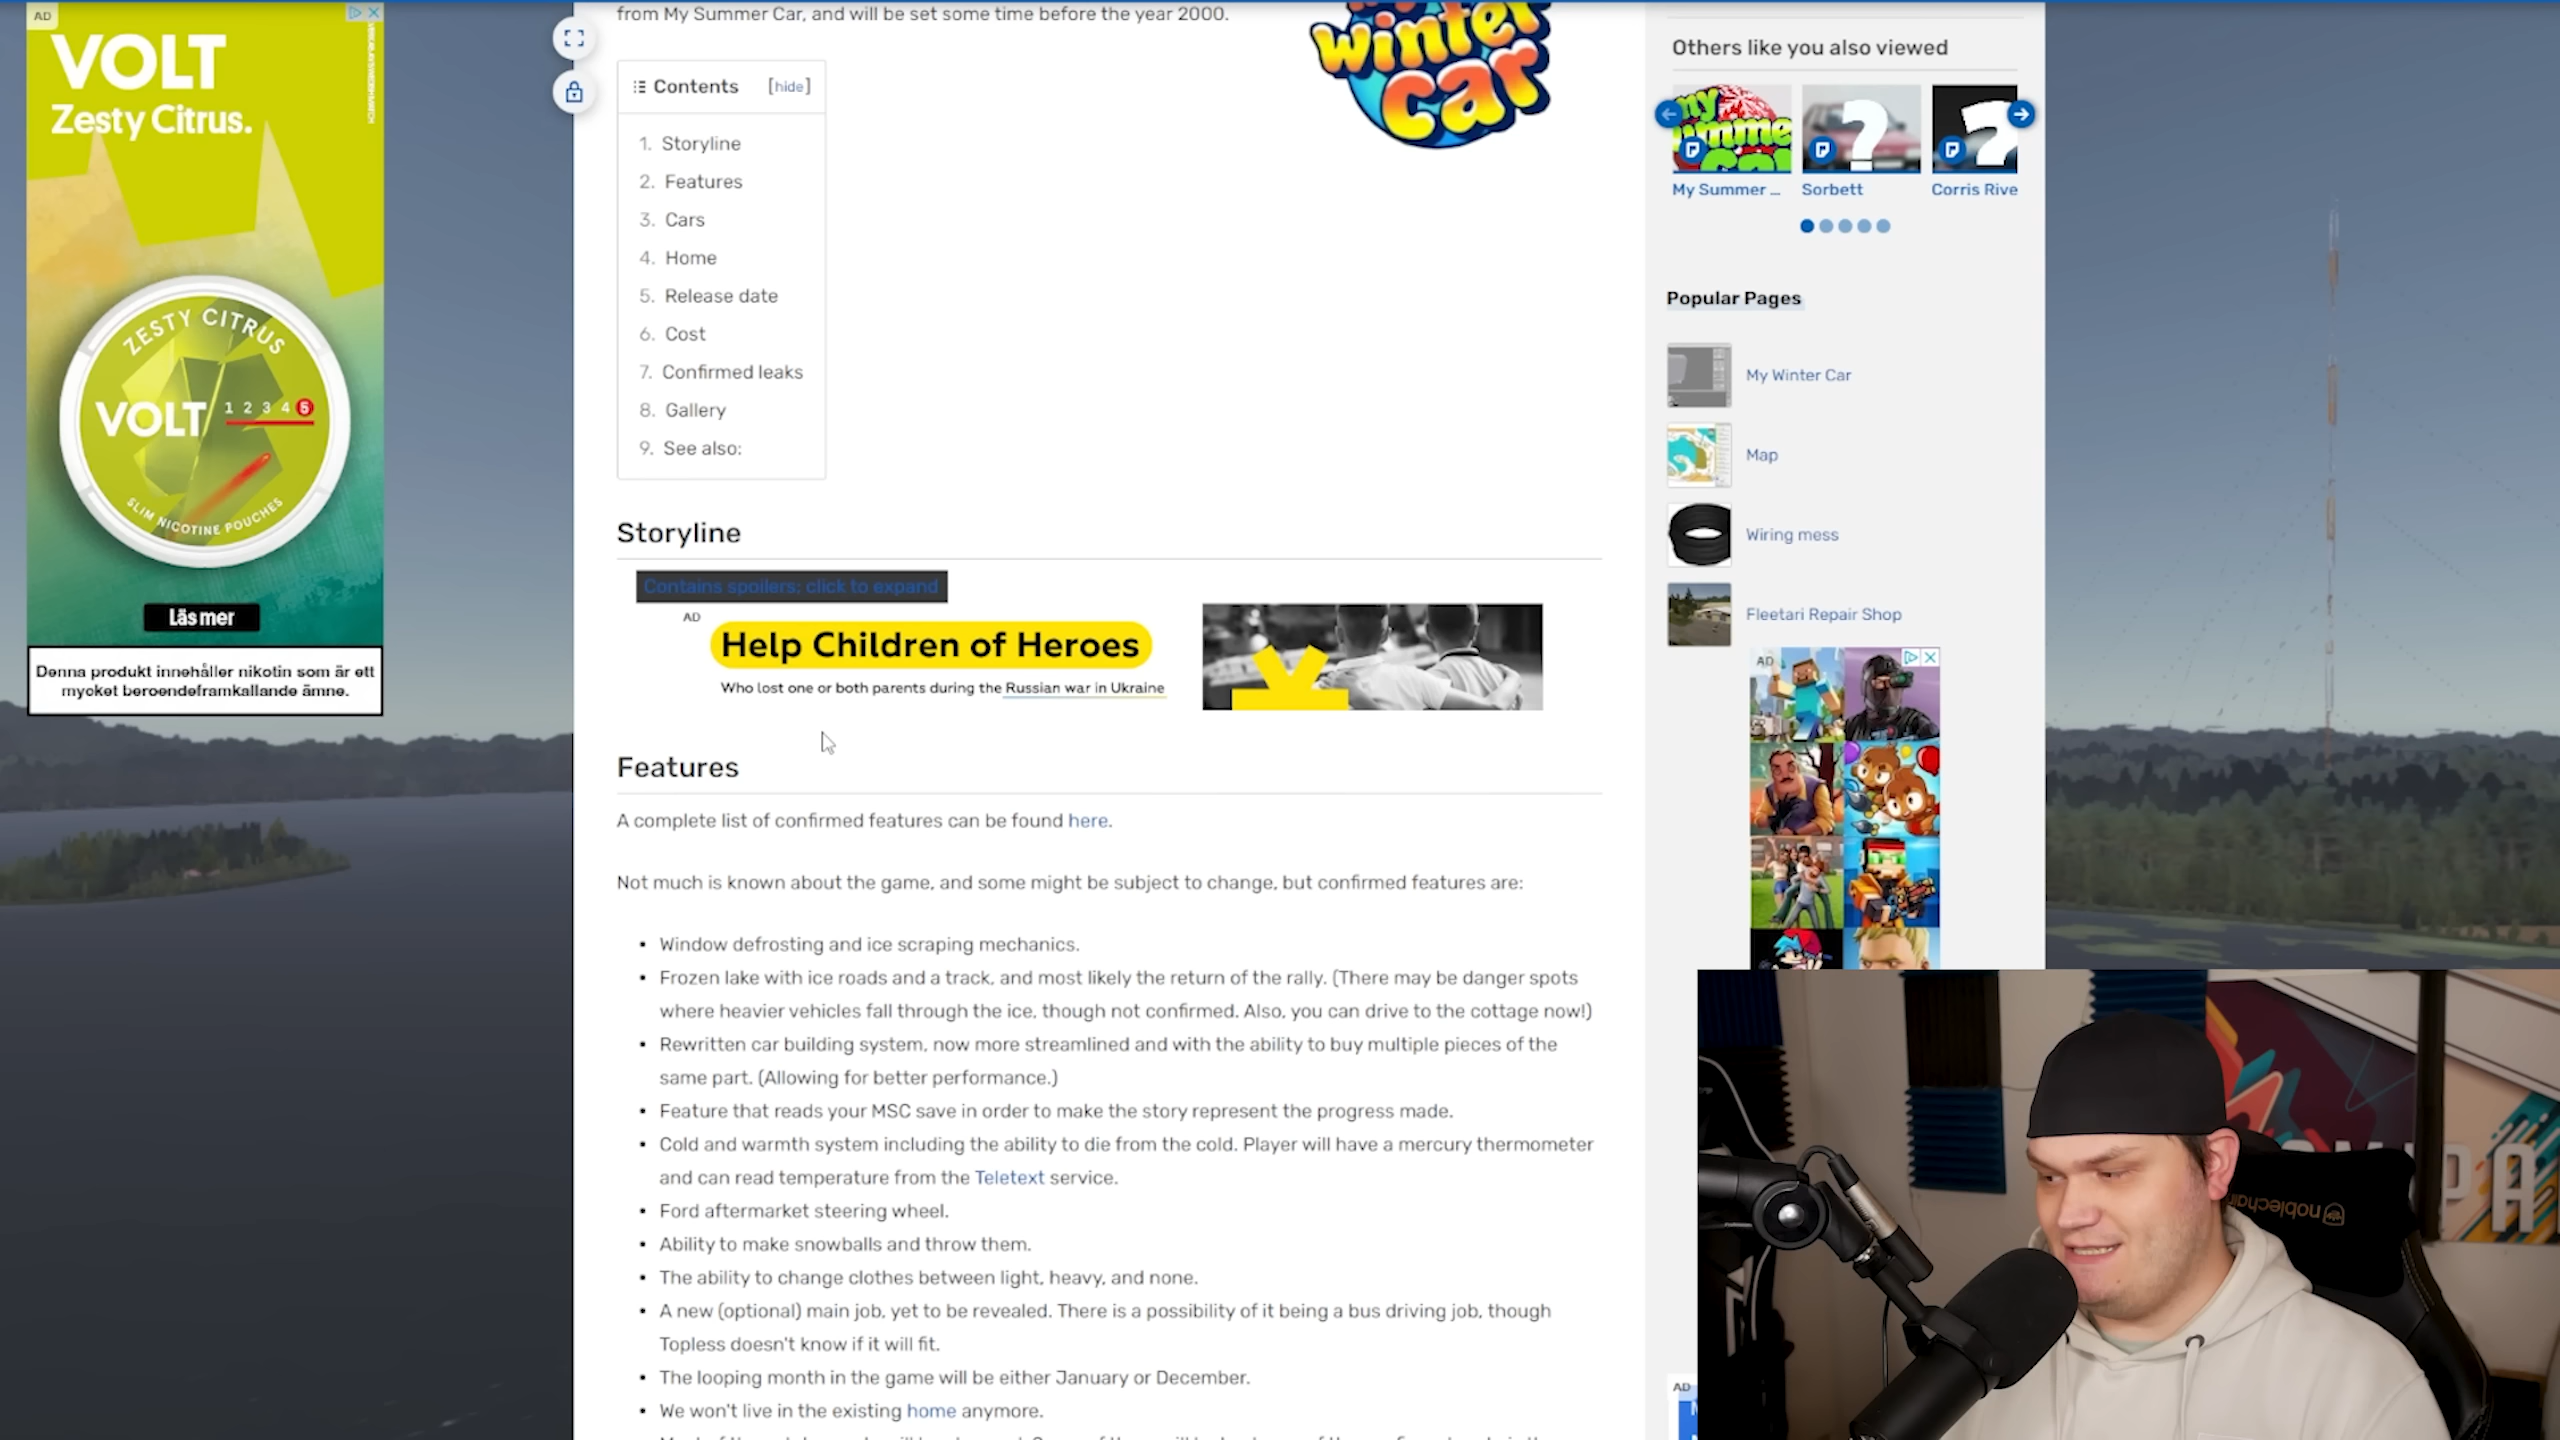 AD
VOLT
Zesty Citrus.
ZESTY CITRUS
VOLT 1 2 3 4 5
SLIM NICOTINE POUCHES
Läs mer
Denna produkt innehåller nikotin som är ett
mycket beroendeframkallande ämne.
from My Summer Car, and will be set some time before the year 2000.
winter
car
Contents [hide]
1. Storyline
2. Features
3. Cars
4. Home
5. Release date
6. Cost
7. Confirmed leaks
8. Gallery
9. See also:
Storyline
Contains spoilers; click to expand
AD
Help Children of Heroes
Who lost one or both parents during the Russian war in Ukraine
Features
A complete list of confirmed features can be found here.
Not much is known about the game, and some might be subject to change, but confirmed features are:
• Window defrosting and ice scraping mechanics.
• Frozen lake with ice roads and a track, and most likely the return of the rally. (There may be danger spots
where heavier vehicles fall through the ice, though not confirmed. Also, you can drive to the cottage now!)
• Rewritten car building system, now more streamlined and with the ability to buy multiple pieces of the
same part. (Allowing for better performance.)
• Feature that reads your MSC save in order to make the story represent the progress made.
• Cold and warmth system including the ability to die from the cold. Player will have a mercury thermometer
and can read temperature from the Teletext service.
• Ford aftermarket steering wheel.
• Ability to make snowballs and throw them.
• The ability to change clothes between light, heavy, and none.
• A new (optional) main job, yet to be revealed. There is a possibility of it being a bus driving job, though
Topless doesn't know if it will fit.
• The looping month in the game will be either January or December.
• We won't live in the existing home anymore.
Others like you also viewed
My Summer ...
Sorbett
Corris Rive
Popular Pages
My Winter Car
Map
Wiring mess
Fleetari Repair Shop
AD
AD
noblechairs